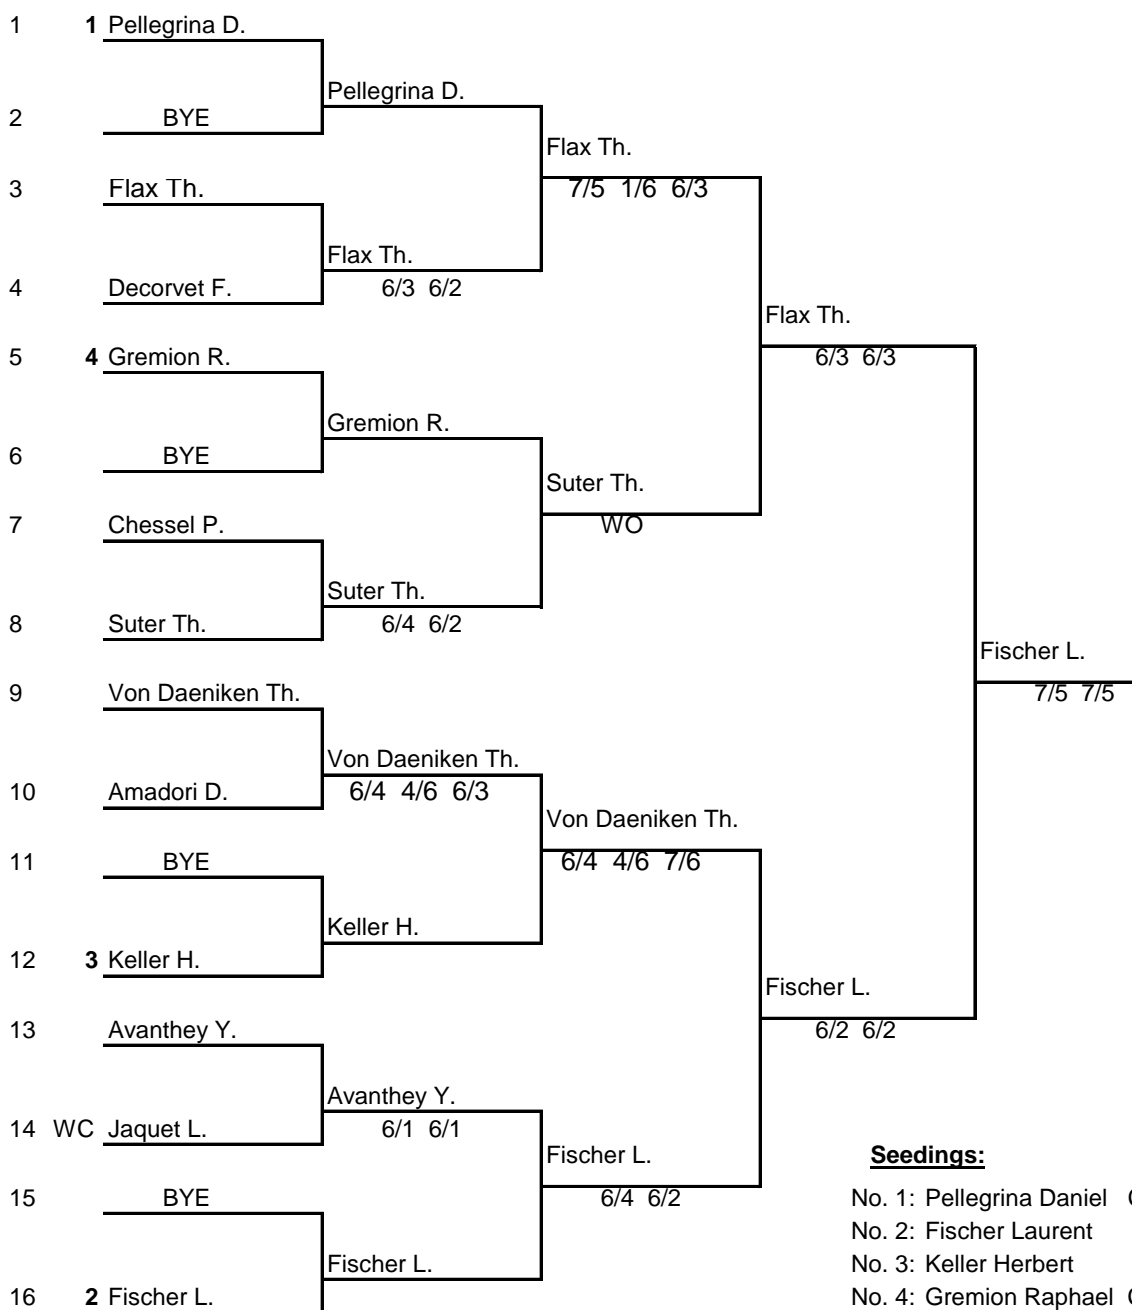 1 1 Pellegrina D.
Pellegrina D.
2 BYE
Flax Th.
3 Flax Th.
7/5 1/6 6/3
Flax Th.
4 Decorvet F.
6/3 6/2
Flax Th.
5 4 Gremion R.
6/3 6/3
Gremion R.
6 BYE
Suter Th.
7 Chessel P.
WO
Suter Th.
8 Suter Th.
6/4 6/2
Fischer L.
9 Von Daeniken Th.
7/5 7/5
Von Daeniken Th.
10 Amadori D.
6/4 4/6 6/3
Von Daeniken Th.
11 BYE
6/4 4/6 7/6
Keller H.
12 3 Keller H.
Fischer L.
13 Avanthey Y.
6/2 6/2
Avanthey Y.
14 WC Jaquet L.
6/1 6/1
Fischer L.
Seedings:
15 BYE
6/4 6/2
No. 1: Pellegrina Daniel
No. 2: Fischer Laurent
Fischer L.
No. 3: Keller Herbert
16 2 Fischer L.
No. 4: Gremion Raphael